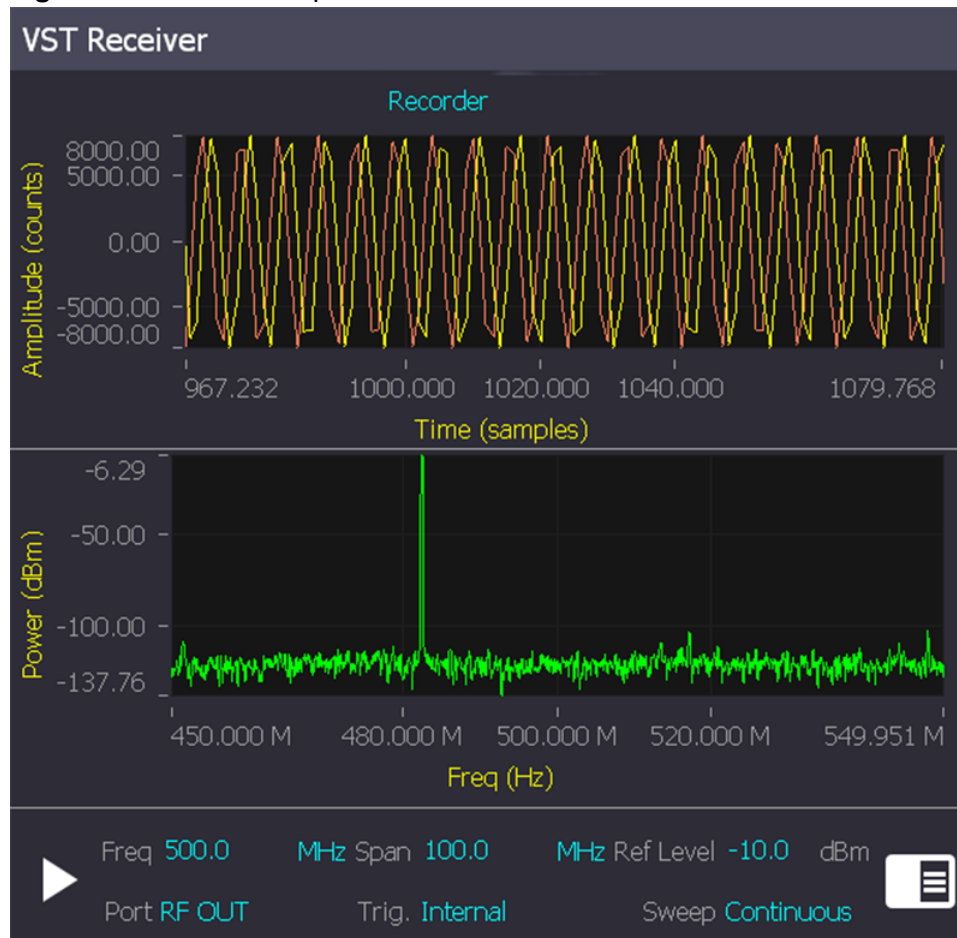 VST Receiver
Recorder
8000.00
5000.00
0.00
-5000.00
-8000.00
Amplitude (counts)
967.232 1000.000 1020.000 1040.000 1079.768
Time (samples)
-6.29
-50.00
-100.00
-137.76
Power (dBm)
450.000 M 480.000 M 500.000 M 520.000 M 549.951 M
Freq (Hz)
Freq 500.0 MHz Span 100.0 MHz Ref Level -10.0 dBm
Port RF OUT Trig. Internal Sweep Continuous